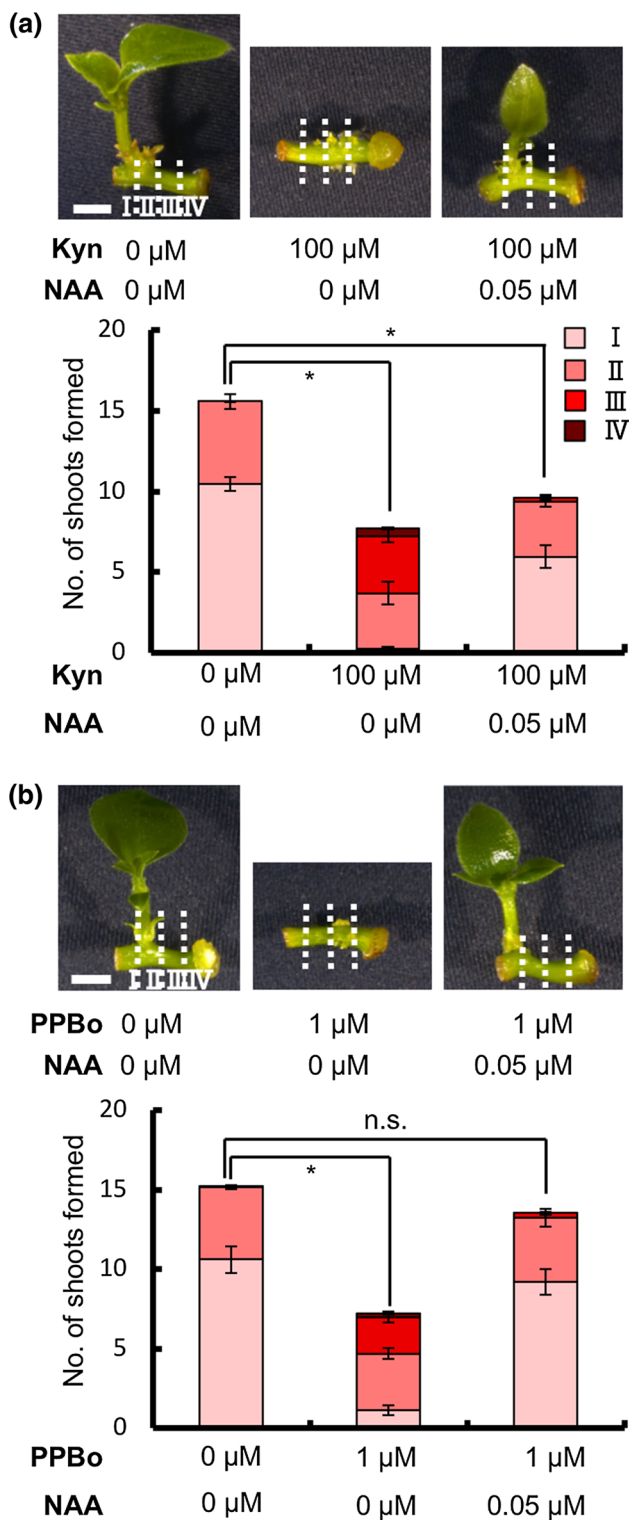 (a)
I II III IV
Kyn 0 µM 100 µM 100 µM
NAA 0 µM 0 µM 0.05 µM
20
*
I
*
II
15
III
IV
No. of shoots formed
10
5
0
Kyn 0 µM 100 µM 100 µM
NAA 0 µM 0 µM 0.05 µM
(b)
I II III IV
PPBo 0 µM 1 µM 1 µM
NAA 0 µM 0 µM 0.05 µM
20
n.s.
*
15
No. of shoots formed
10
5
0
PPBo 0 µM 1 µM 1 µM
NAA 0 µM 0 µM 0.05 µM